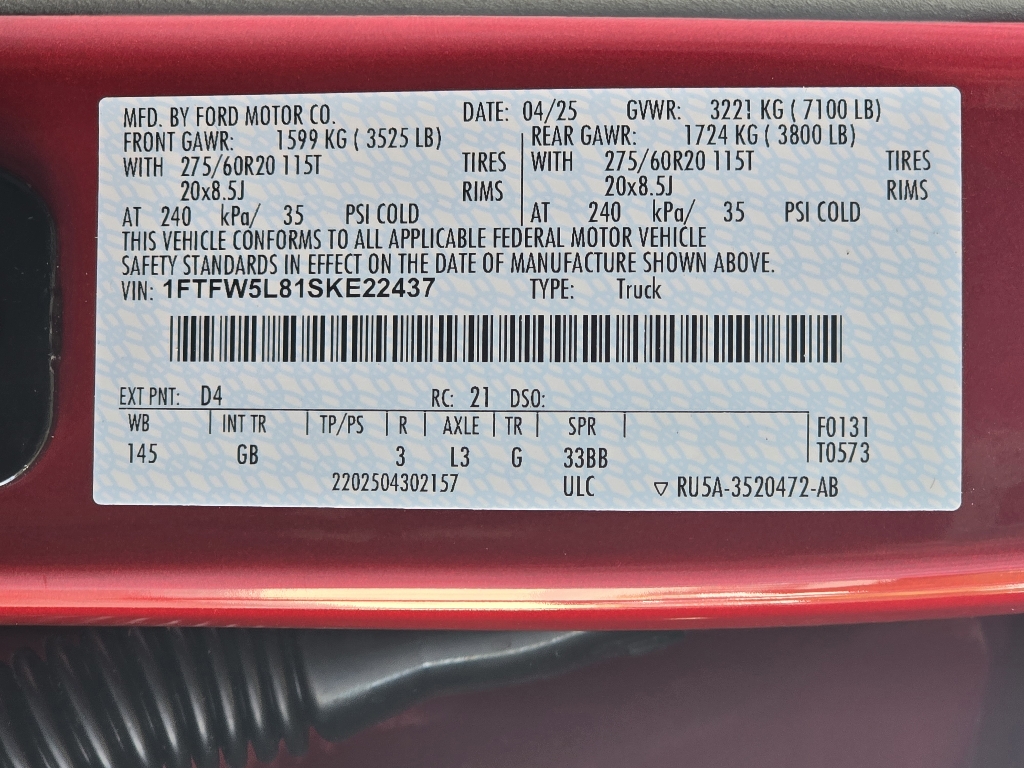 MFD. BY FORD MOTOR CO. DATE: 04/25 GVWR: 3221 KG ( 7100 LB)
FRONT GAWR: 1599 KG ( 3525 LB) REAR GAWR: 1724 KG ( 3800 LB)
WITH 275/60R20 115T TIRES WITH 275/60R20 115T TIRES
20x8.5J RIMS 20x8.5J RIMS
AT 240 kPa/ 35 PSI COLD AT 240 kPa/ 35 PSI COLD
THIS VEHICLE CONFORMS TO ALL APPLICABLE FEDERAL MOTOR VEHICLE
SAFETY STANDARDS IN EFFECT ON THE DATE OF MANUFACTURE SHOWN ABOVE.
VIN: 1FTFW5L81SKE22437 TYPE: Truck
EXT PNT: D4 RC: 21 DSO:
WB INT TR TP/PS R AXLE TR SPR F0131
145 GB 3 L3 G 33BB T0573
2202504302157 ULC ▽ RU5A-3520472-AB